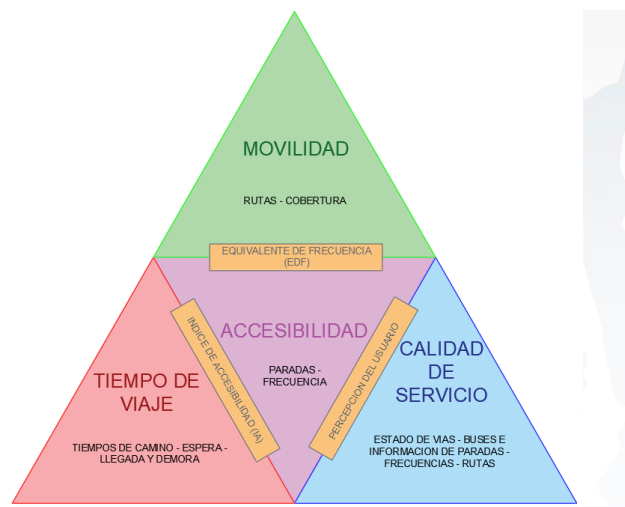 MOVILIDAD
RUTAS - COBERTURA
EQUIVALENTE DE FRECUENCIA
(EDF)
ACCESIBILIDAD
PARADAS -
FRECUENCIA
INDICE DE ACCESIBILIDAD (IA)
PERCEPCION DEL USUARIO
TIEMPO DE
VIAJE
TIEMPOS DE CAMINO - ESPERA -
LLEGADA Y DEMORA
CALIDAD
DE
SERVICIO
ESTADO DE VIAS - BUSES E
INFORMACION DE PARADAS -
FRECUENCIAS - RUTAS